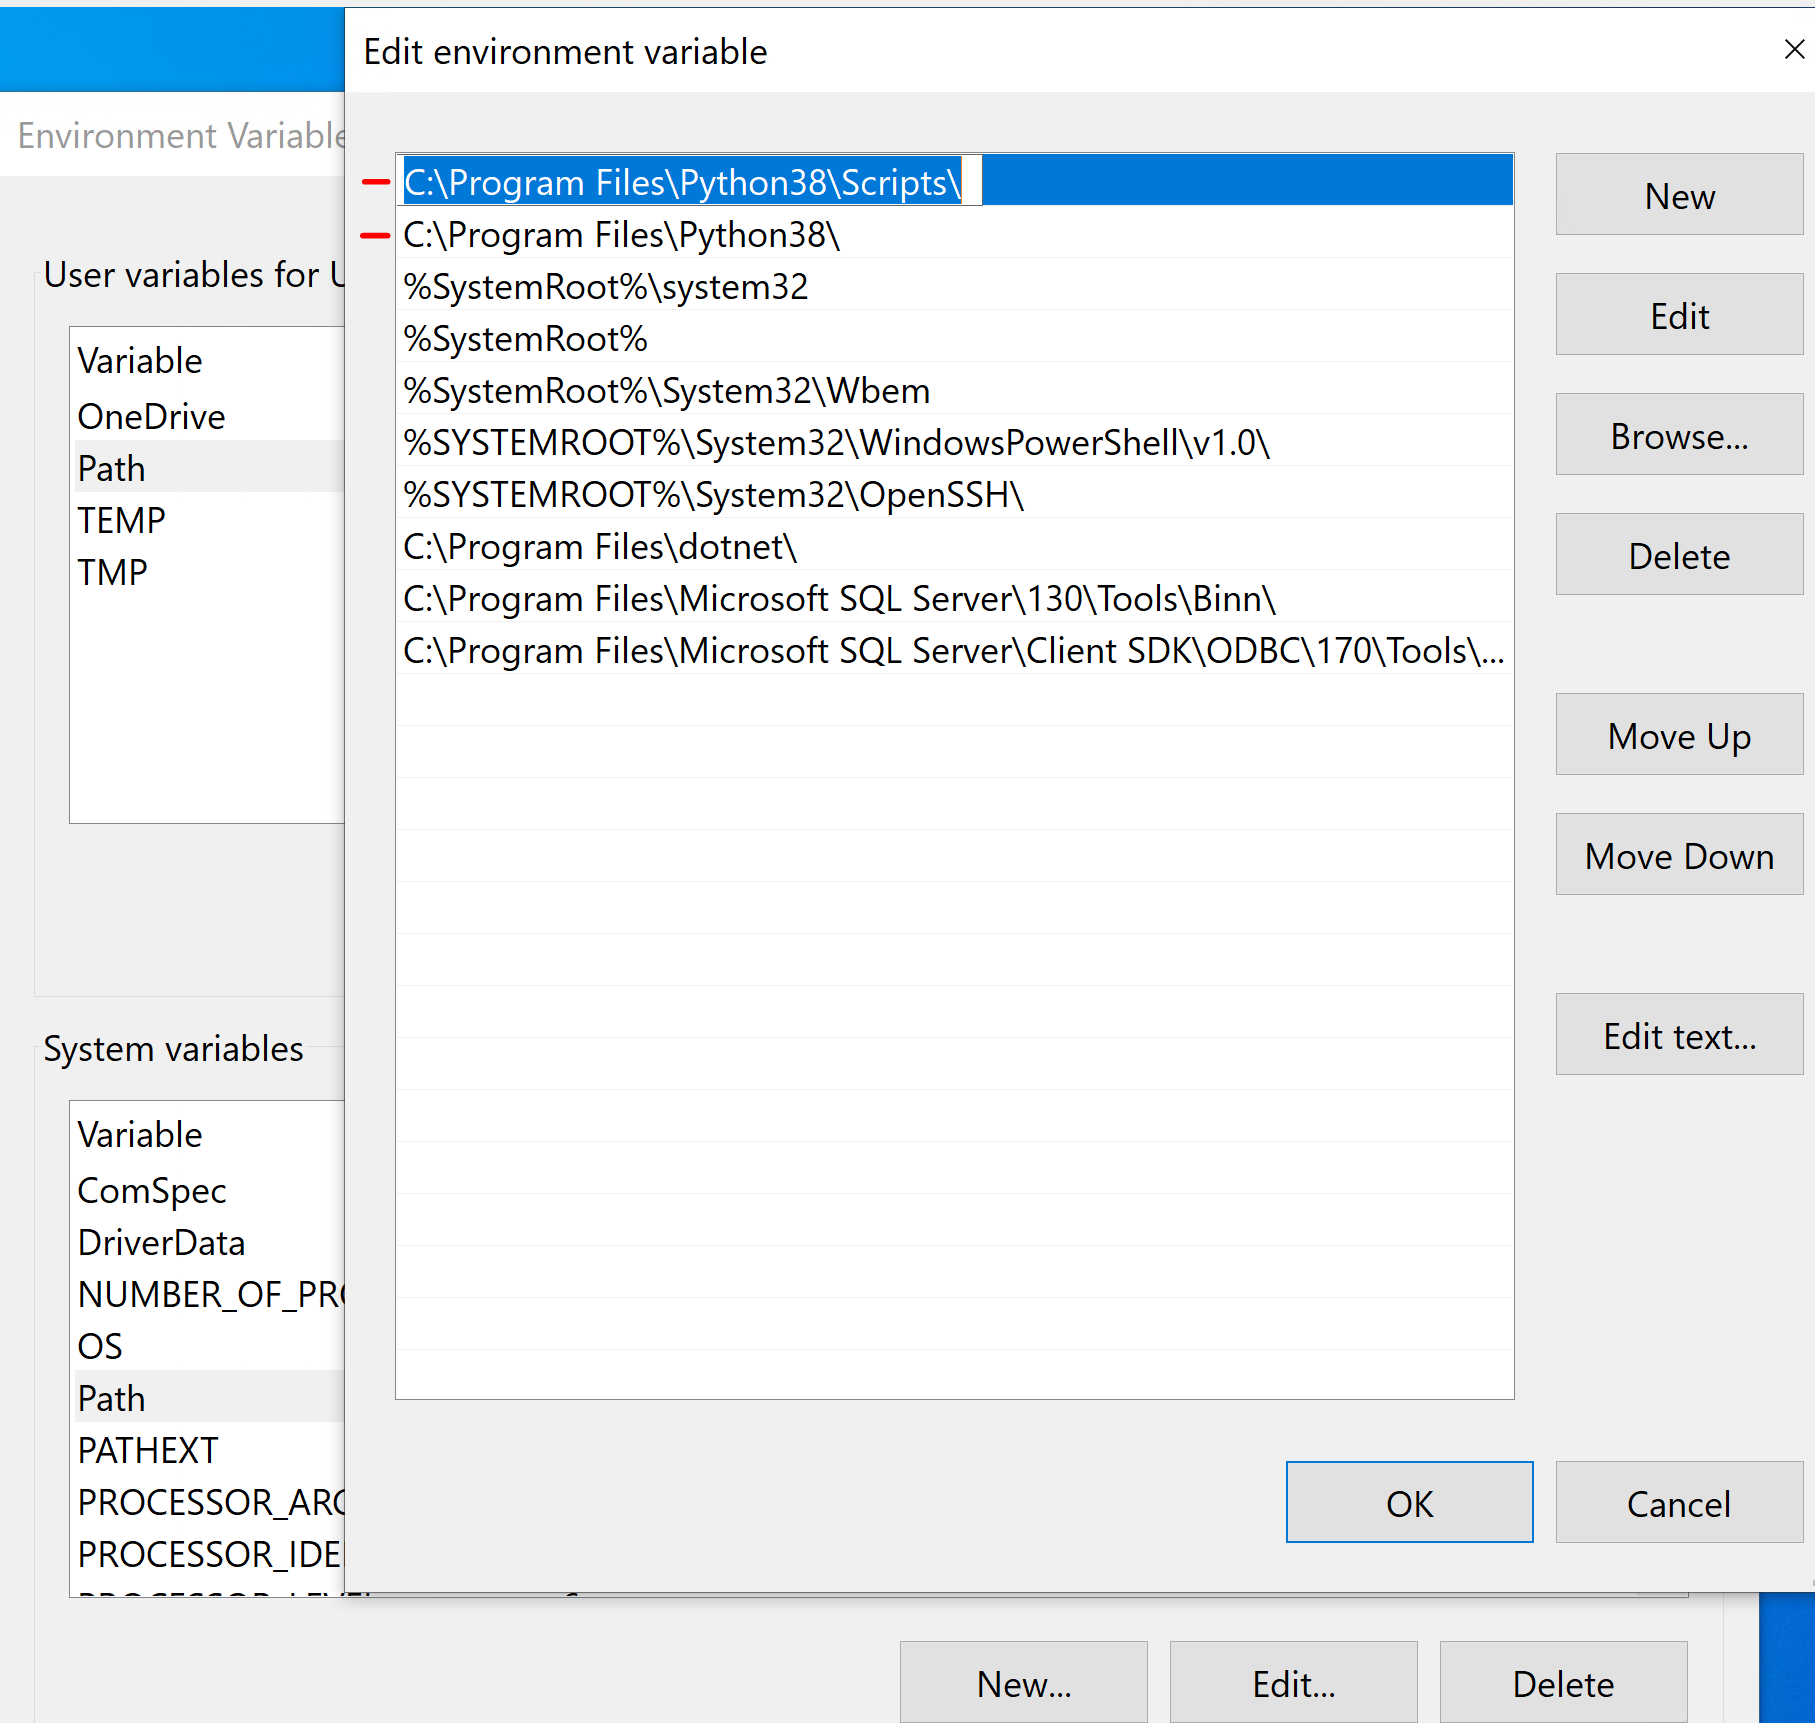 Edit environment variable
Environment Variable
C:\Program Files\Python38\Scripts\
New
C:\Program Files\Python38\
User variables for U
%SystemRoot%\system32
Edit
%SystemRoot%
Variable
%SystemRoot%\System32\Wbem
OneDrive
%SYSTEMROOT%\System32\WindowsPowerShell\v1.0\
Browse...
Path
%SYSTEMROOT%\System32\OpenSSH\
TEMP
C:\Program Files\dotnet\
Delete
TMP
C:\Program Files\Microsoft SQL Server\130\Tools\Binn\
C:\Program Files\Microsoft SQL Server\Client SDK\ODBC\170\Tools\...
Move Up
Move Down
System variables
Edit text...
Variable
ComSpec
DriverData
NUMBER_OF_PRO
OS
Path
PATHEXT
PROCESSOR_ARC
OK
Cancel
PROCESSOR_IDE
New...
Edit...
Delete